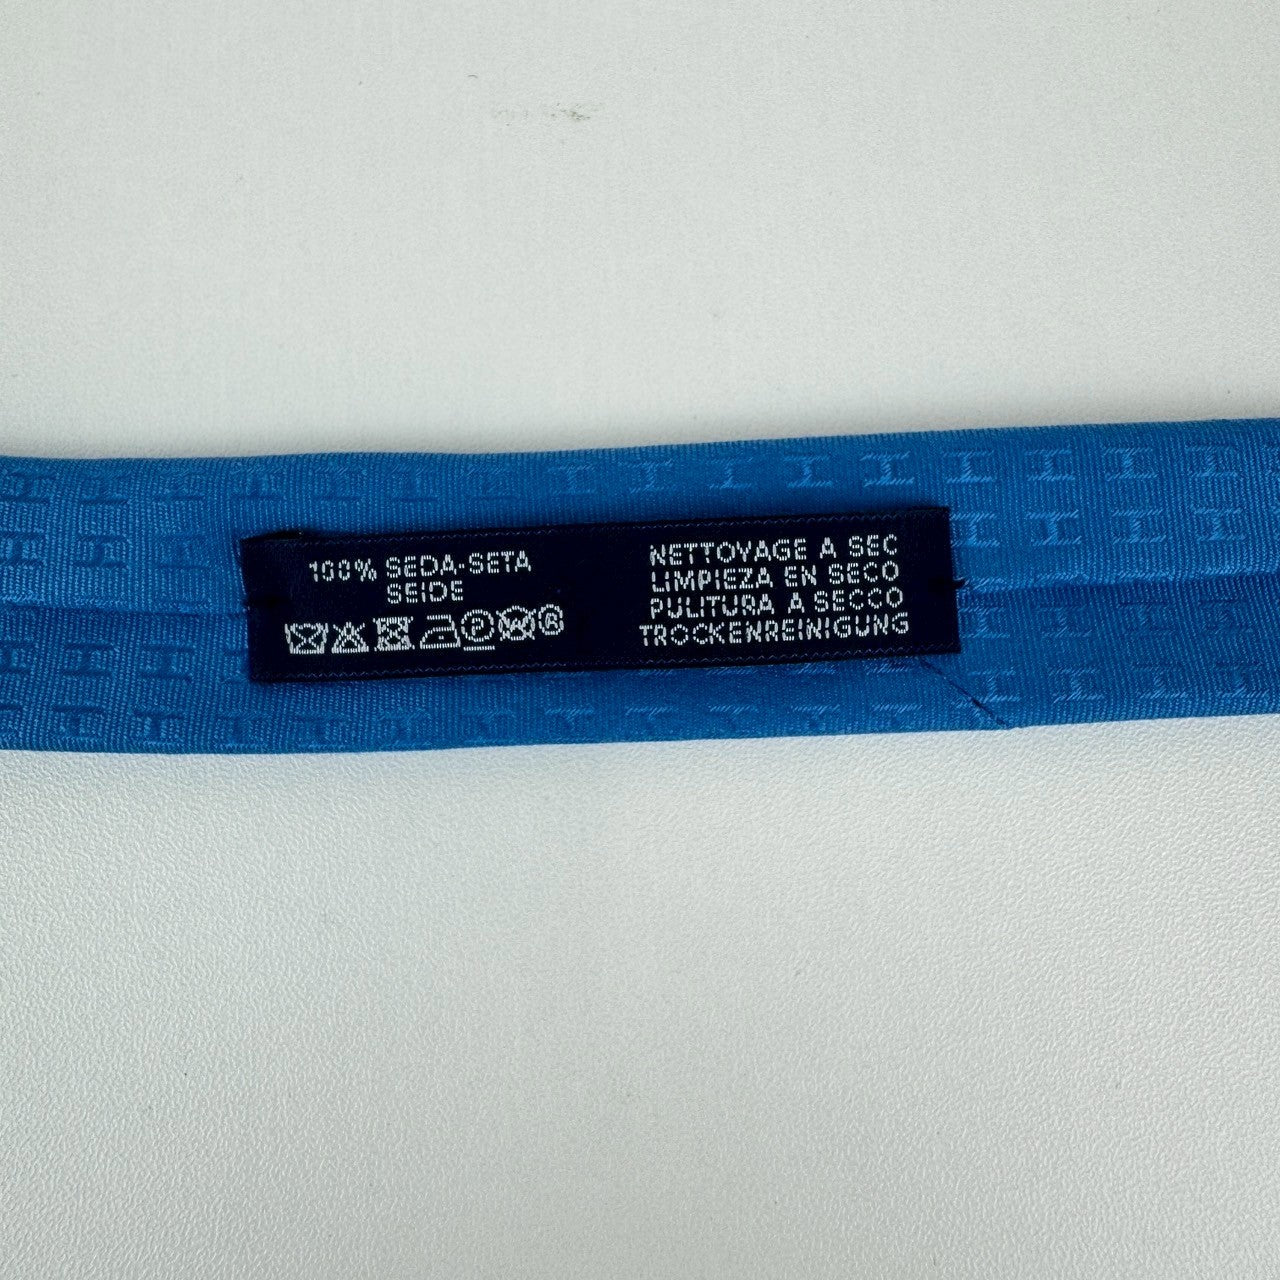 100% SEDA-SETA
SEIDE
P W R
NETTOYAGE A SEC
LIMPIEZA EN SECO
PULITURA A SECCO
TROCKENREINIGUNG